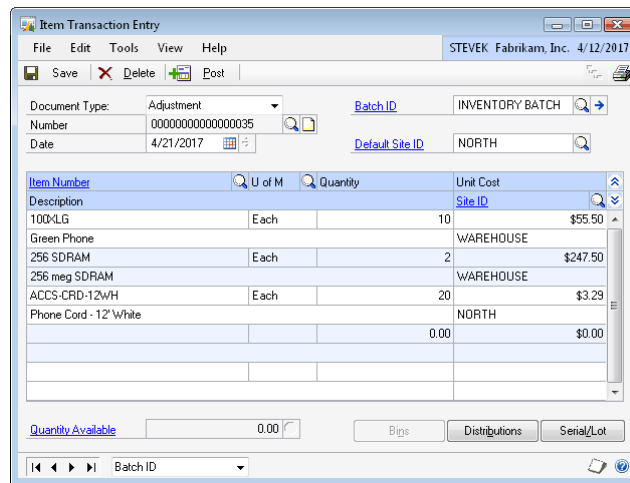 Item Transaction Entry
File Edit Tools View Help STEVEK Fabrikam, Inc. 4/12/2017
Save Delete Post
Document Type: Adjustment Batch ID INVENTORY BATCH
Number 00000000000000035
Date 4/21/2017 Default Site ID NORTH
Item Number U of M Quantity Unit Cost
Description Site ID
100XLG Each 10 $55.50
Green Phone WAREHOUSE
256 SDRAM Each 2 $247.50
256 meg SDRAM WAREHOUSE
ACCS-CRD-12WH Each 20 $3.29
Phone Cord - 12' White NORTH
0.00 $0.00
Quantity Available 0.00 Bins Distributions Serial/Lot
Batch ID